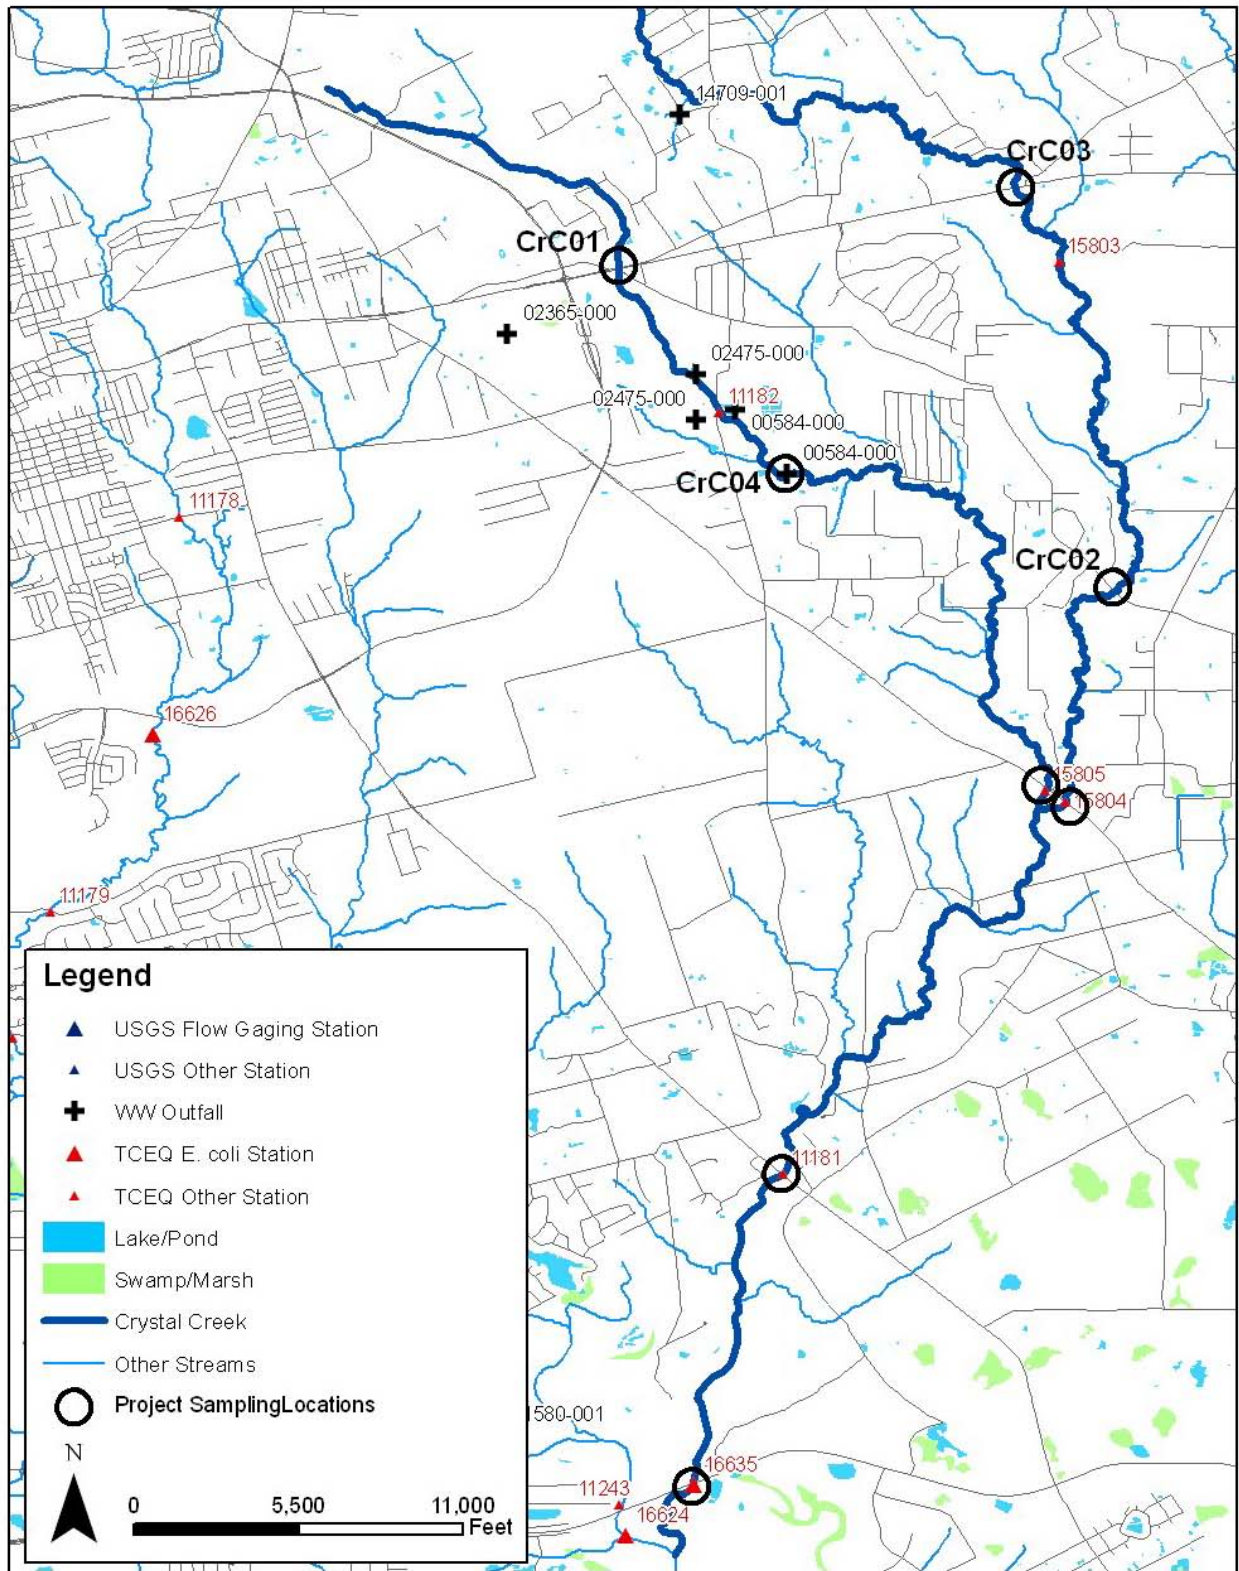 14709-001
CrC03
15803
CrC01
02365-000
02475-000
02475-000
11182
00584-000
00584-000
CrC04
11178
CrC02
16626
15805
15804
11179
Legend
USGS Flow Gaging Station
USGS Other Station
WW Outfall
TCEQ E. coli Station
TCEQ Other Station
Lake/Pond
Swamp/Marsh
Crystal Creek
Other Streams
Project SamplingLocations
N
0 5,500 11,000
Feet
11181
1580-001
16635
11243
16624